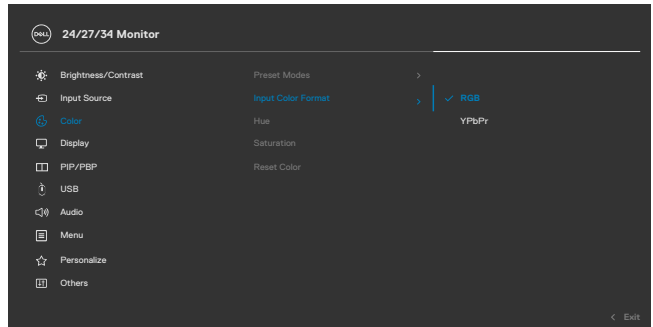 DELL 24/27/34 Monitor
Brightness/Contrast Preset Modes >
Input Source Input Color Format > ✓ RGB
Color Hue YPbPr
Display Saturation
PIP/PBP Reset Color
USB
Audio
Menu
Personalize
Others
< Exit